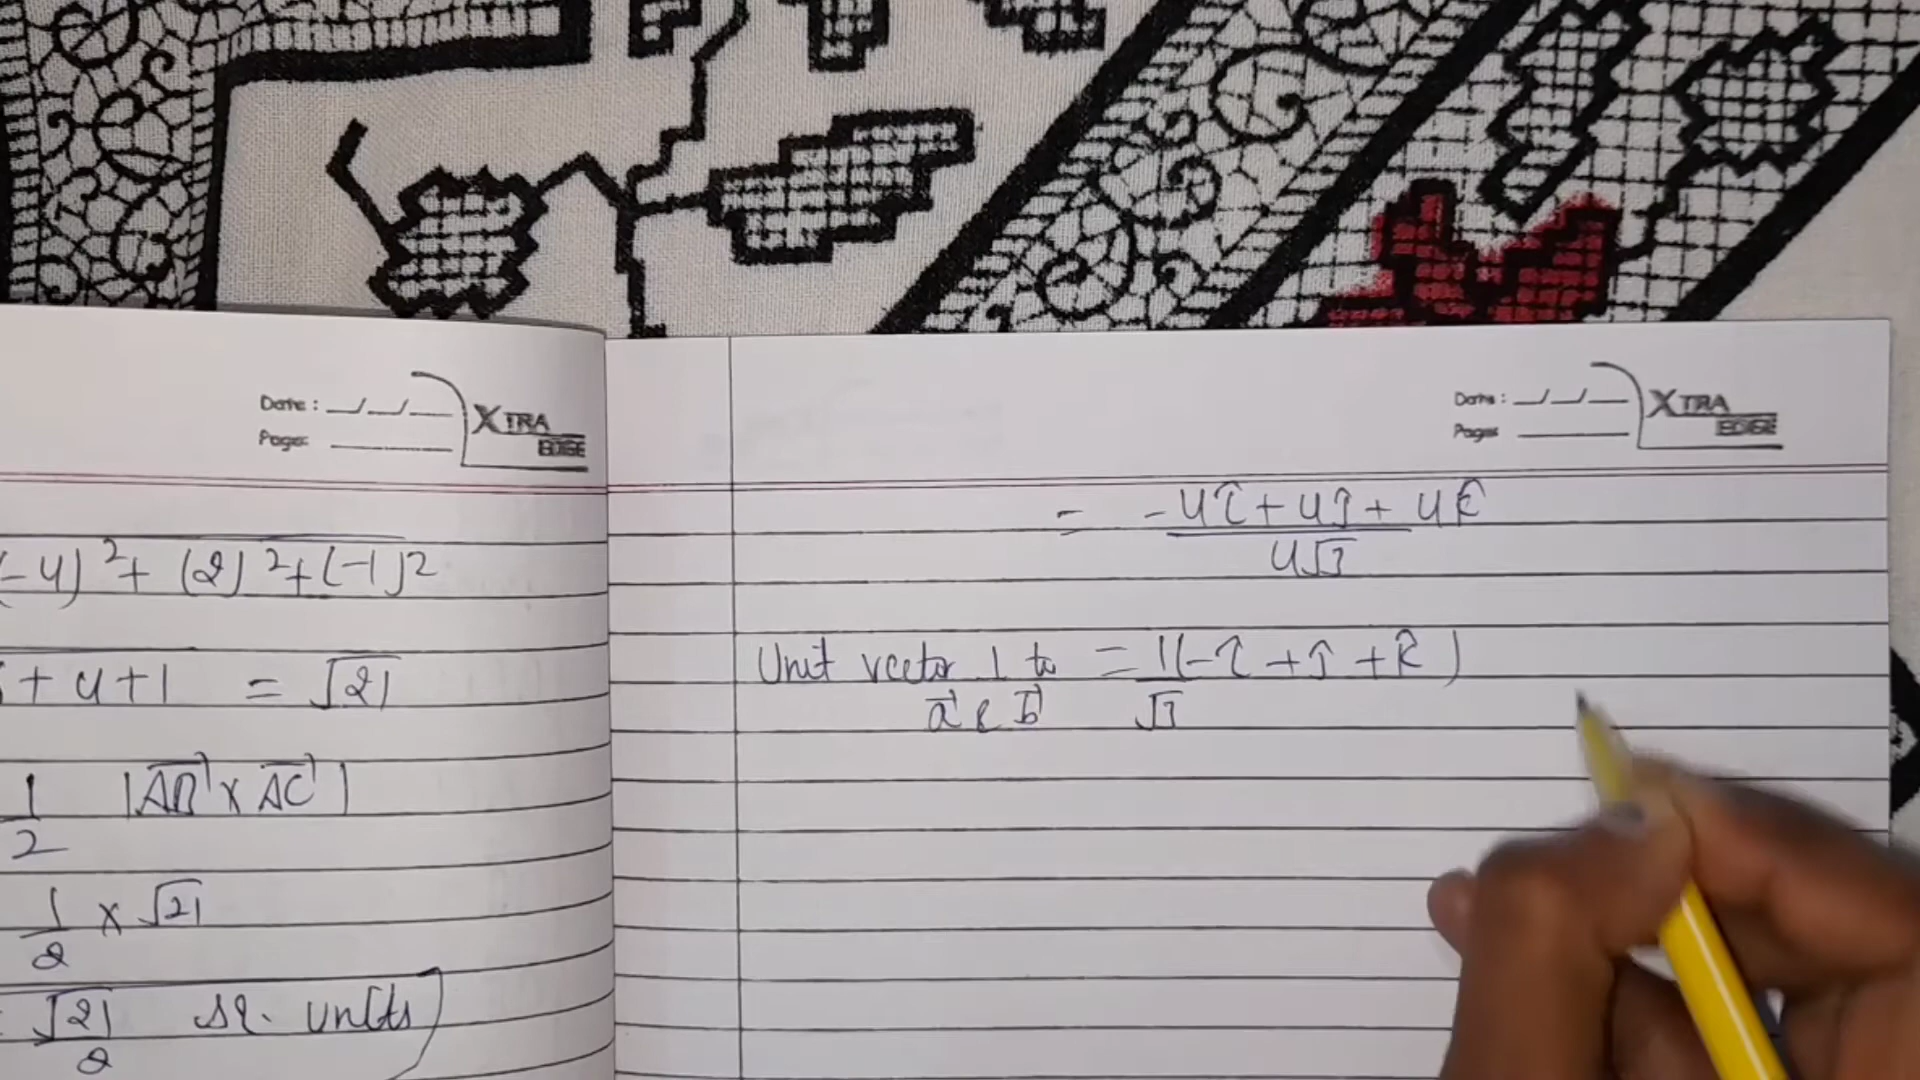 Date : __/__/__
Page: ______
XTRA EDGE
-4)² + (2)² + (-1)²
+ 4 + 1 = √21
1/2 |AB⃗ × AC⃗|
1/2 × √21
= √21/2 sq. units
Date : __/__/__
Page ______
XTRA EDGE
= -4î + 4ĵ + 4k̂ / 4√3
Unit vector ⊥ to = 1/√3 (-î + ĵ + k̂)
a⃗ & b⃗